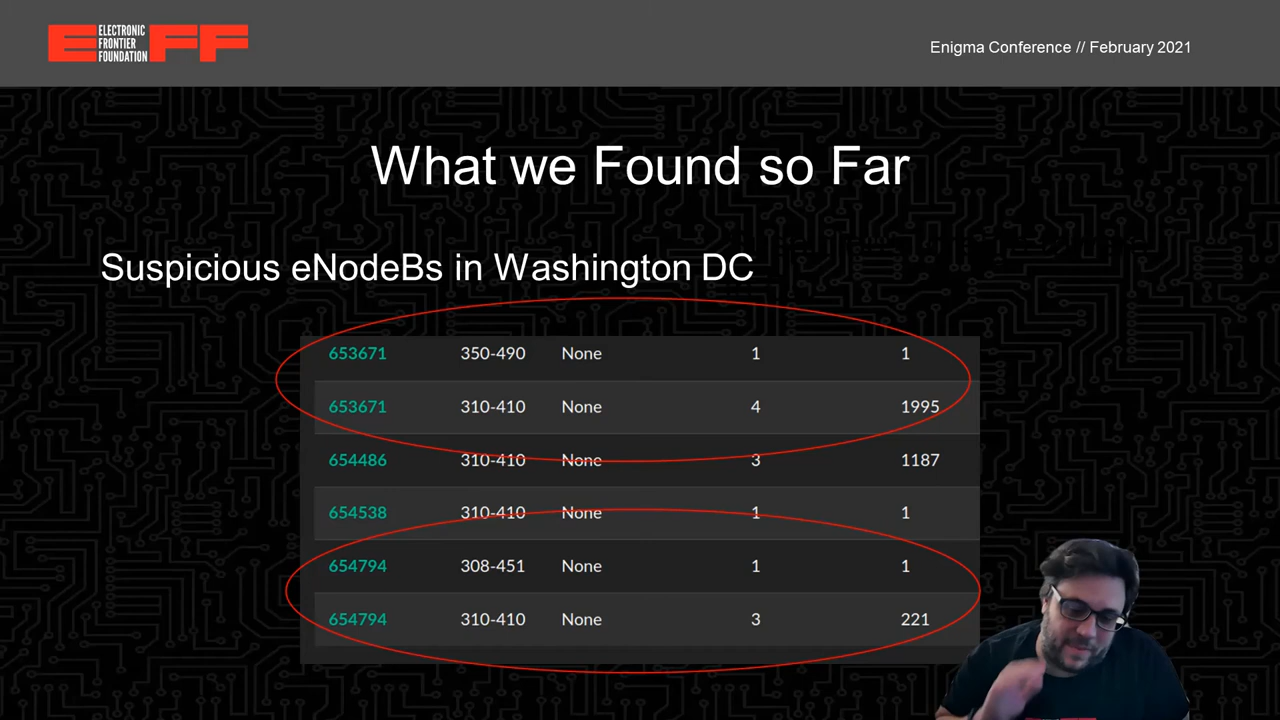 EFF
ELECTRONIC
FRONTIER
FOUNDATION
Enigma Conference // February 2021
What we Found so Far
Suspicious eNodeBs in Washington DC
653671 350-490 None 1 1
653671 310-410 None 4 1995
654486 310-410 None 3 1187
654538 310-410 None 1 1
654794 308-451 None 1 1
654794 310-410 None 3 221